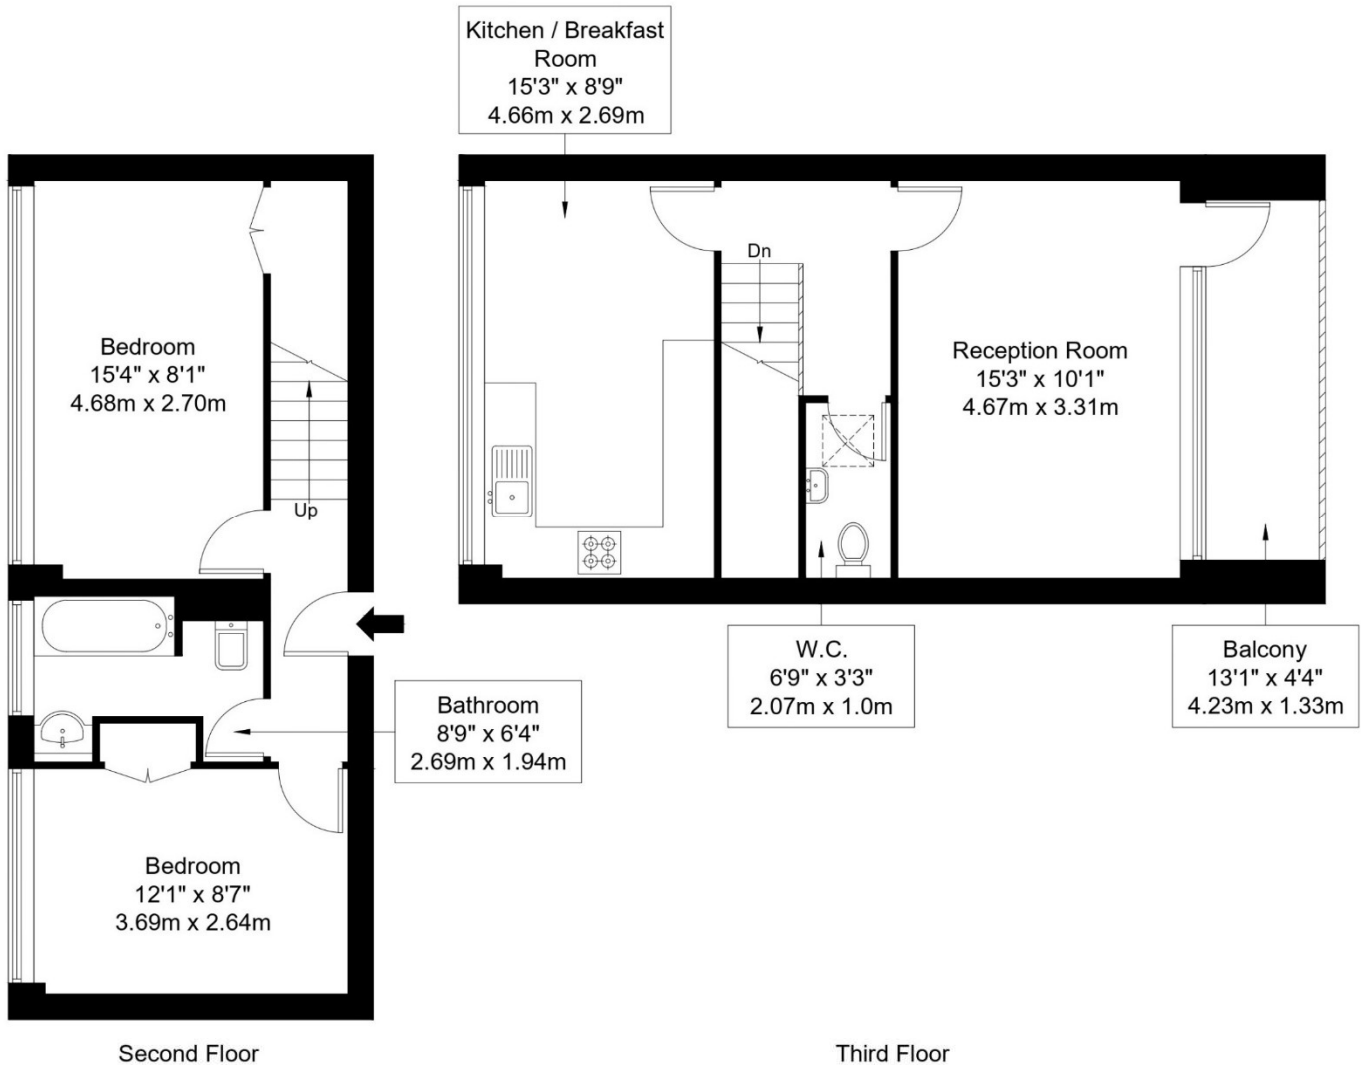 Kitchen / Breakfast
Room
15'3" x 8'9"
4.66m x 2.69m
Bedroom
15'4" x 8'1"
4.68m x 2.70m
Up
Dn
Reception Room
15'3" x 10'1"
4.67m x 3.31m
Bathroom
8'9" x 6'4"
2.69m x 1.94m
W.C.
6'9" x 3'3"
2.07m x 1.0m
Balcony
13'1" x 4'4"
4.23m x 1.33m
Bedroom
12'1" x 8'7"
3.69m x 2.64m
Second Floor
Third Floor